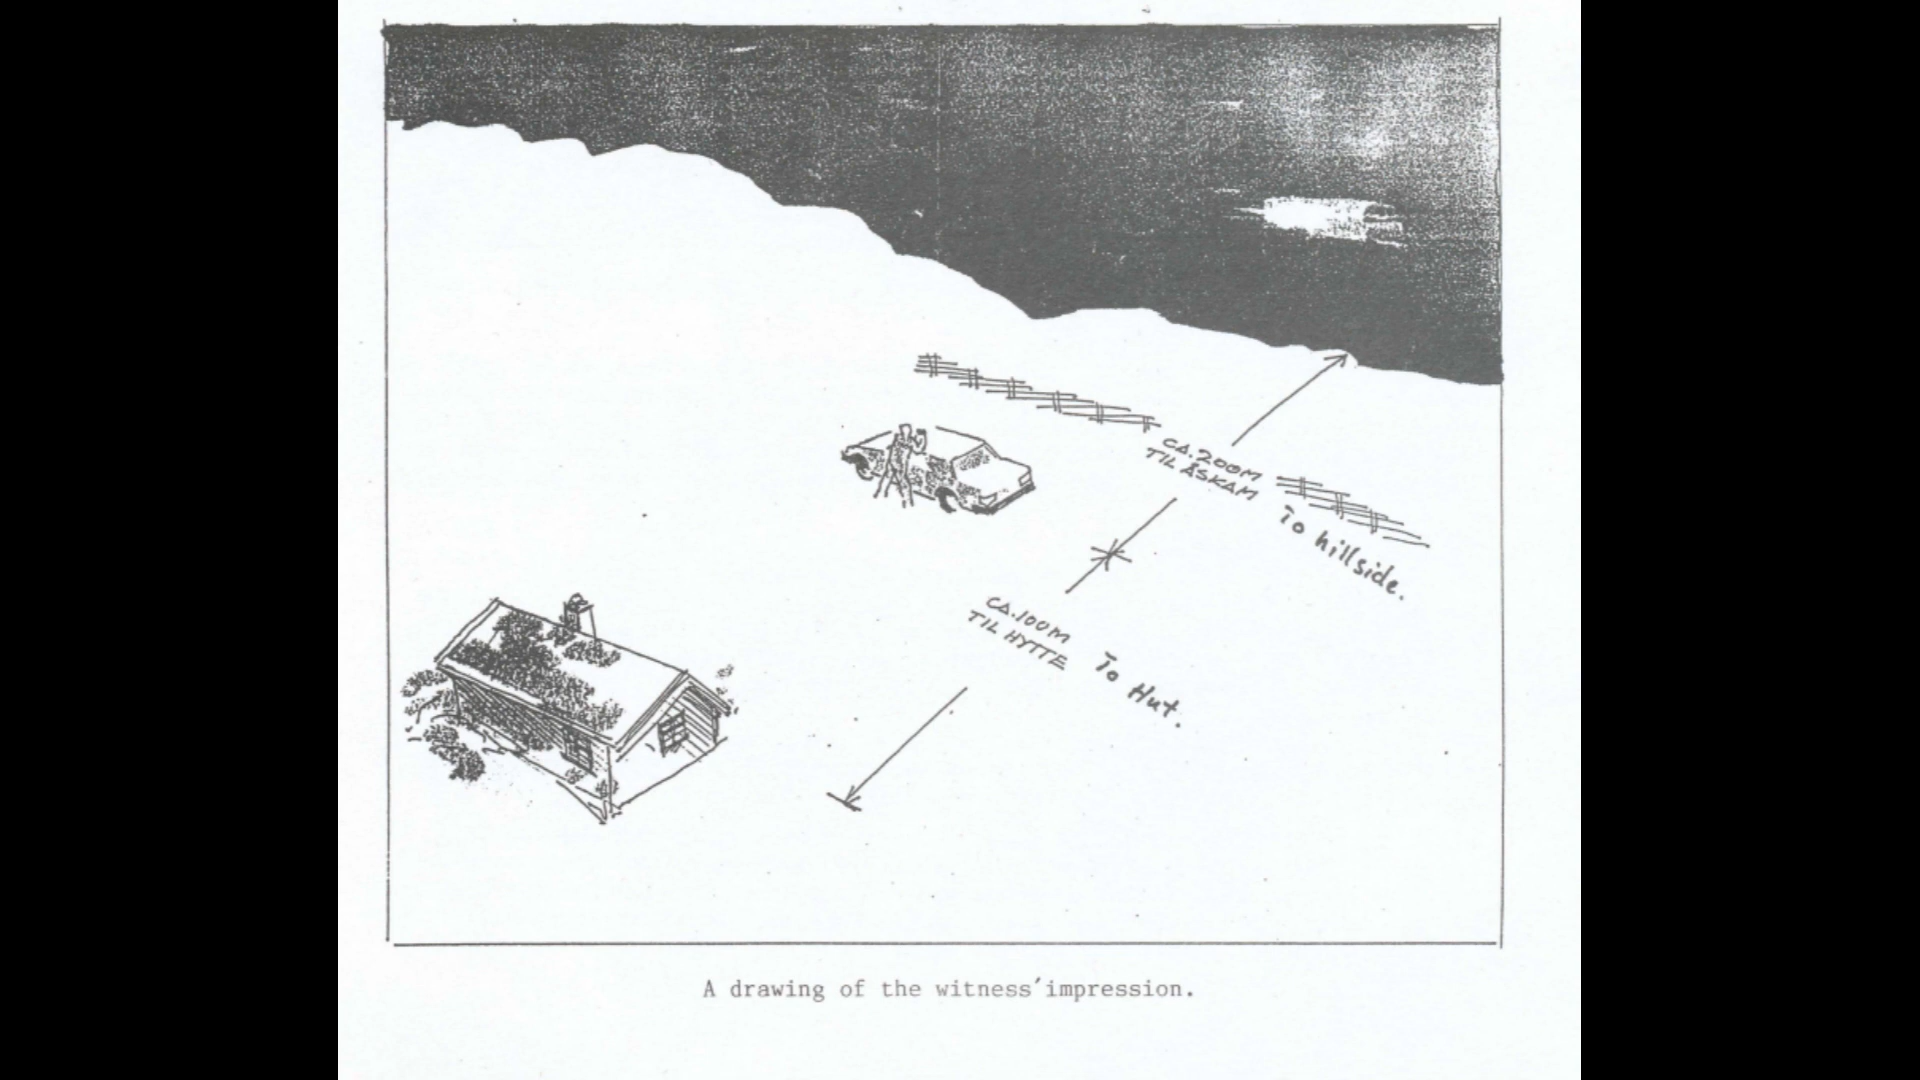 CA.200M
TIL ÅSKAM
To hillside.
CA.100M
TIL HYTTE
To Hut.
A drawing of the witness'impression.